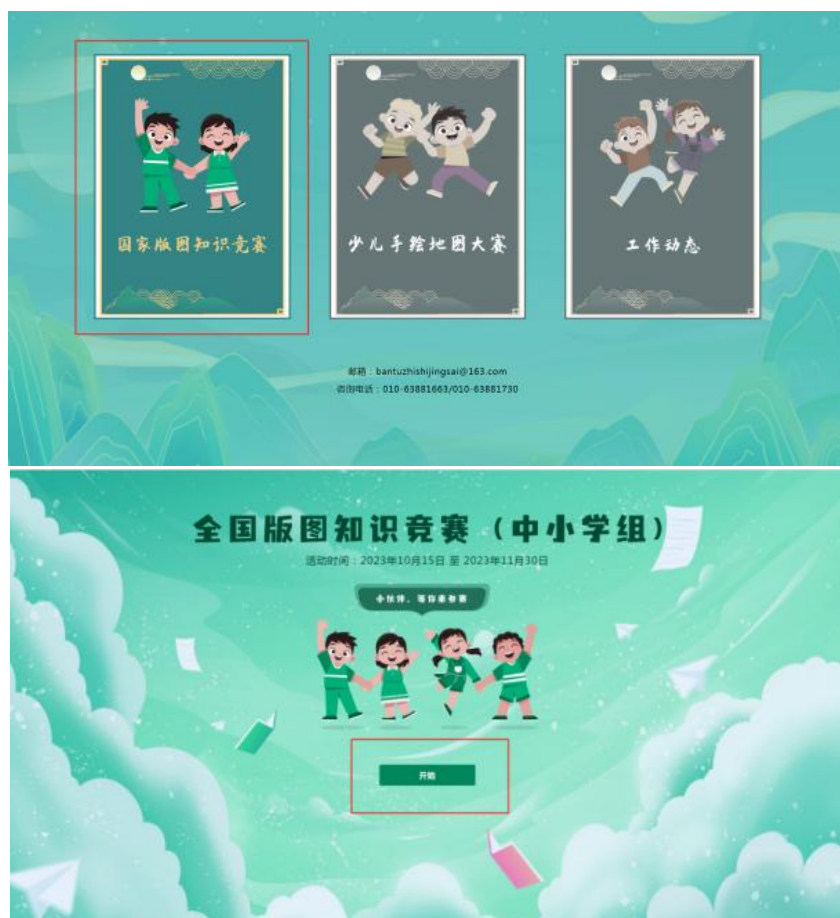 国家版图知识竞赛
少儿手绘地图大赛
工作动态
邮箱：bantuzhishijingsai@163.com
咨询电话：010-63881663/010-63881730
全国版图知识竞赛（中小学组）
活动时间：2023年10月15日 至 2023年11月30日
小伙伴，等你来参赛
开始